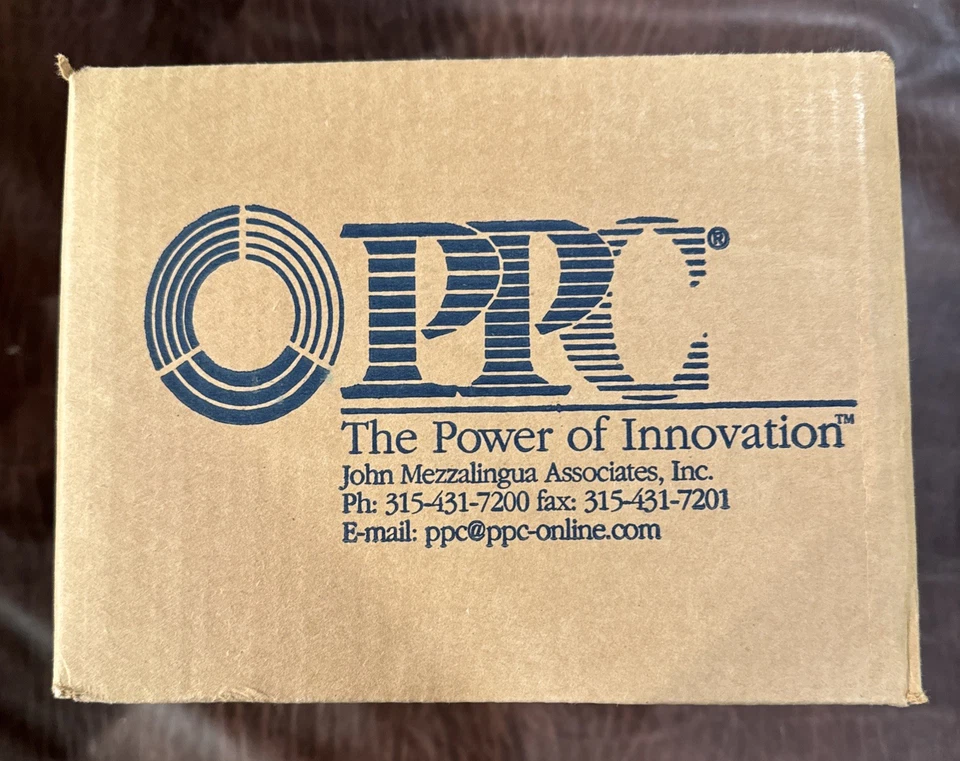 PPC®
The Power of Innovation™
John Mezzalingua Associates, Inc.
Ph: 315-431-7200 fax: 315-431-7201
E-mail: ppc@ppc-online.com